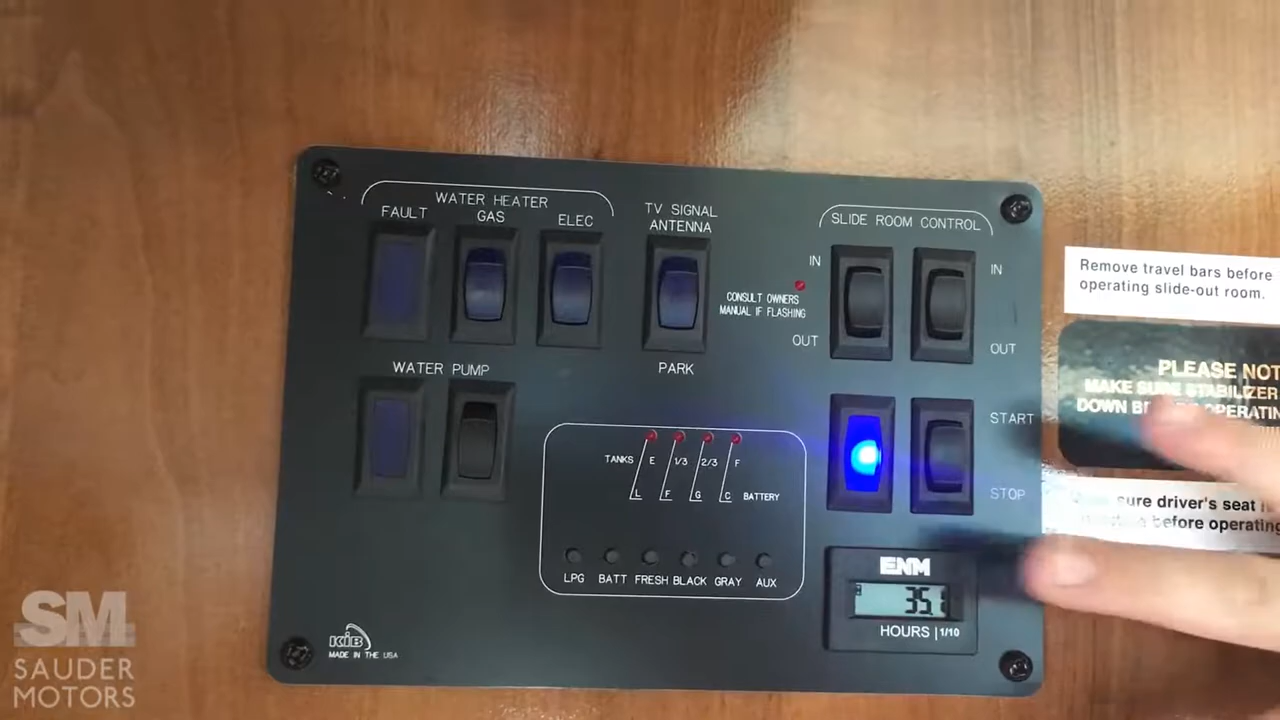 WATER HEATER
FAULT
GAS
ELEC
TV SIGNAL
ANTENNA
PARK
SLIDE ROOM CONTROL
IN
OUT
IN
OUT
CONSULT OWNERS
MANUAL IF FLASHING
WATER PUMP
START
STOP
TANKS E 1/3 2/3 F
L F G C BATTERY
LPG BATT FRESH BLACK GRAY AUX
ENM
HOURS 1/10
KIB
MADE IN THE USA
Remove travel bars before
operating slide-out room.
PLEASE NOT
MAKE SURE STABILIZER
DOWN OPERATIN
sure driver's seat
before operating
SM
SAUDER
MOTORS